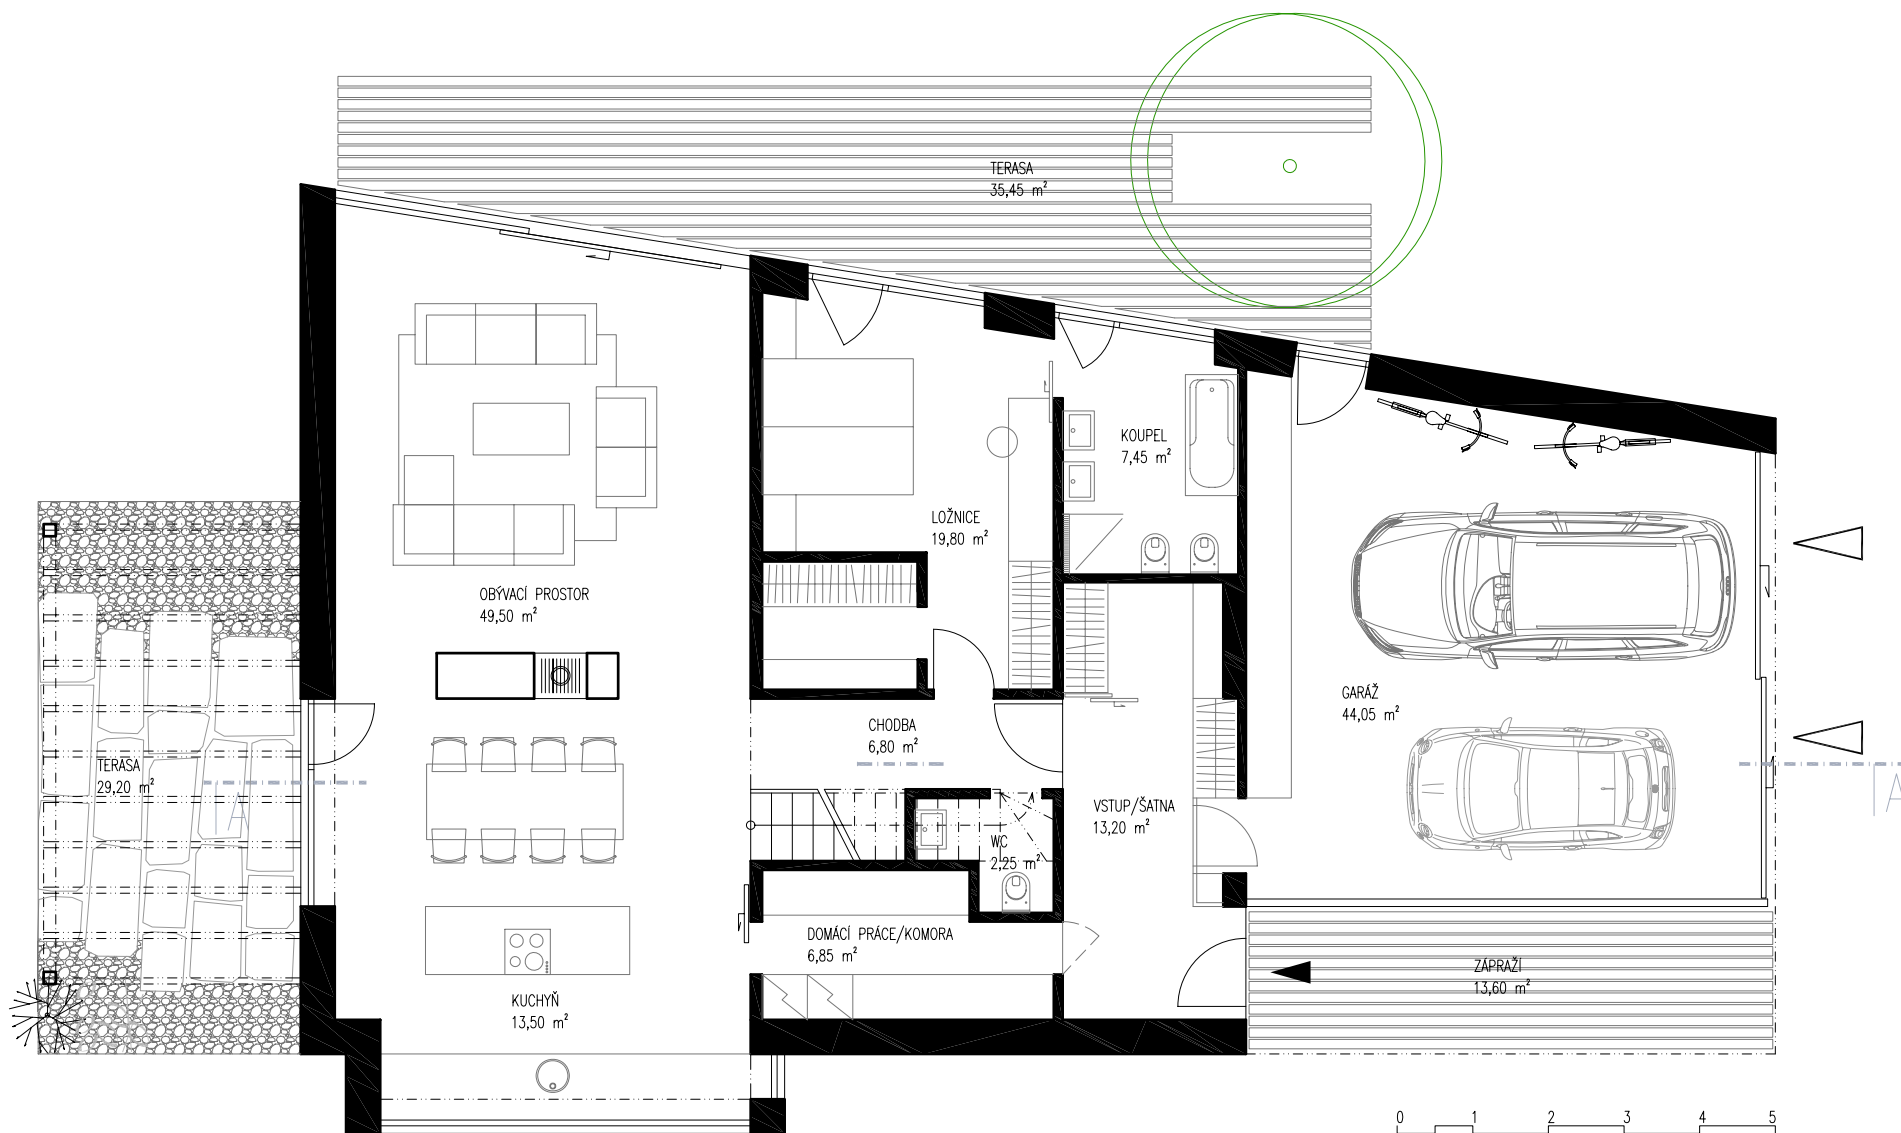 TERASA
35,45 m²
KOUPEL
7,45 m²
LOŽNICE
19,80 m²
OBÝVACÍ PROSTOR
49,50 m²
GARÁŽ
44,05 m²
CHODBA
6,80 m²
TERASA
29,20 m²
A
A
VSTUP/ŠATNA
13,20 m²
WC
2,25 m²
DOMÁCÍ PRÁCE/KOMORA
6,85 m²
ZÁPRAŽÍ
13,60 m²
KUCHYŇ
13,50 m²
0 1 2 3 4 5